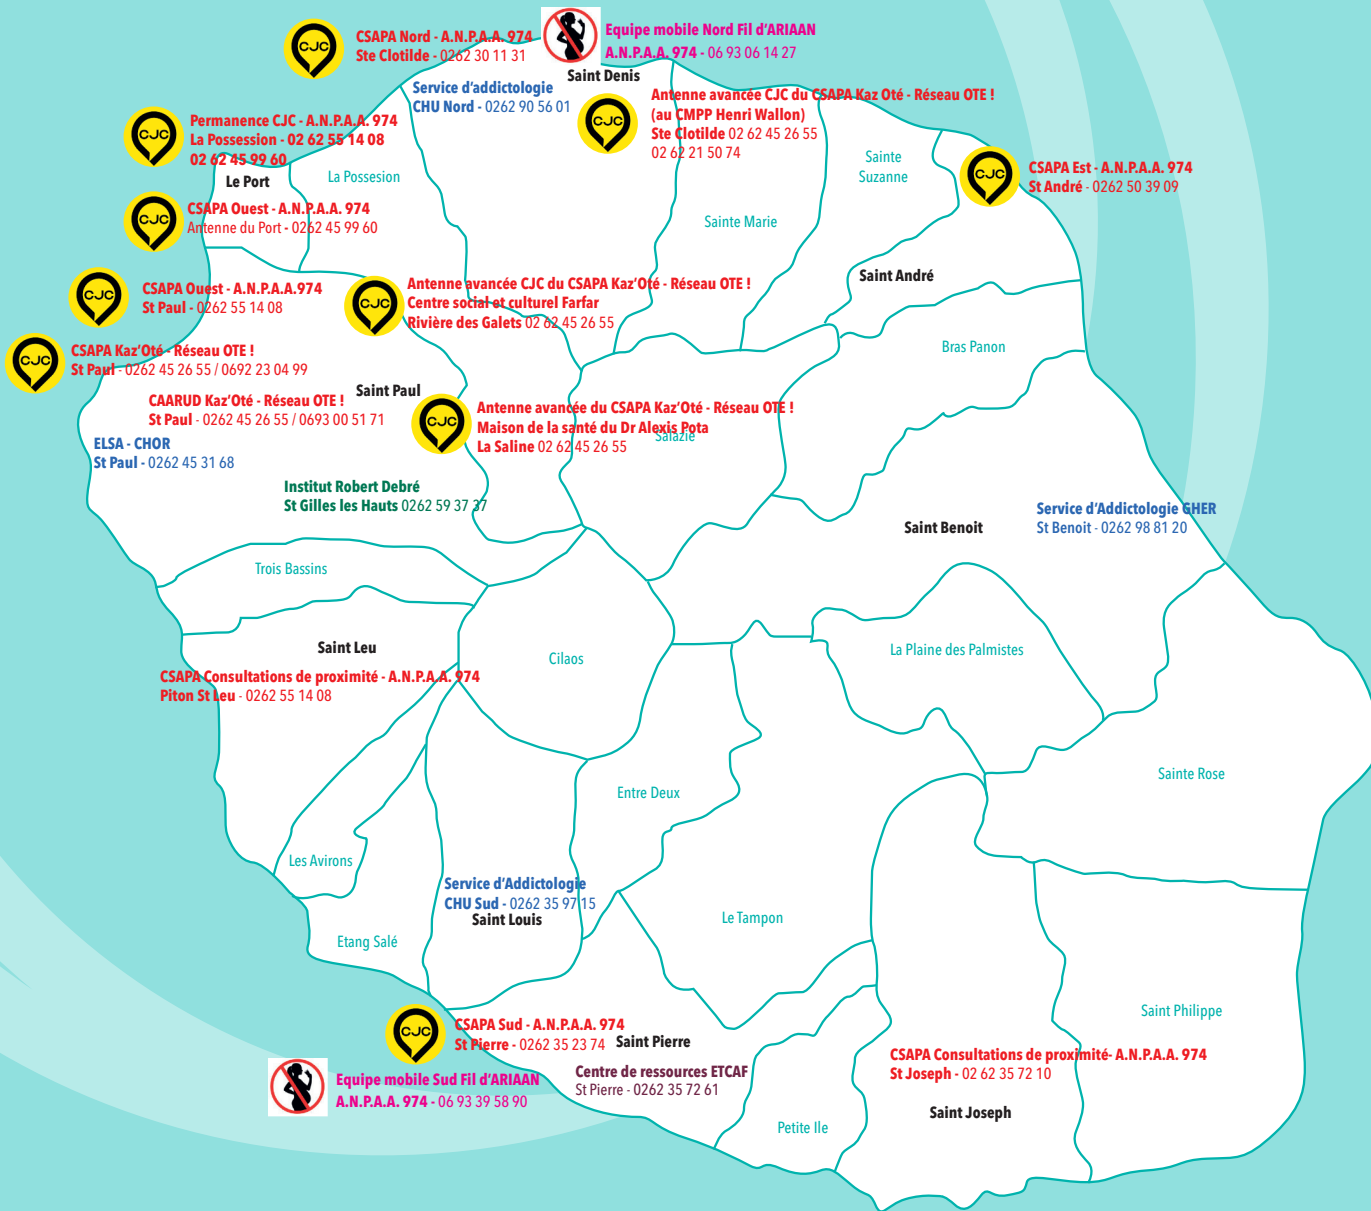 CJC
CSAPA Nord - A.N.P.A.A. 974
Ste Clotilde - 0262 30 11 31
Equipe mobile Nord Fil d'ARIAAN
A.N.P.A.A. 974 - 06 93 06 14 27
Saint Denis
Service d'addictologie
CHU Nord - 0262 90 56 01
CJC
Antenne avancée CJC du CSAPA Kaz Oté - Réseau OTE !
(au CMPP Henri Wallon)
Ste Clotilde 02 62 45 26 55
02 62 21 50 74
CJC
Permanence CJC - A.N.P.A.A. 974
La Possession - 02 62 55 14 08
02 62 45 99 60
Le Port
La Possesion
Sainte
Suzanne
CJC
CSAPA Est - A.N.P.A.A. 974
St André - 0262 50 39 09
CJC
CSAPA Ouest - A.N.P.A.A. 974
Antenne du Port - 0262 45 99 60
Sainte Marie
Saint André
CJC
CSAPA Ouest - A.N.P.A.A.974
St Paul - 0262 55 14 08
CJC
Antenne avancée CJC du CSAPA Kaz'Oté - Réseau OTE !
Centre social et culturel Farfar
Rivière des Galets 02 62 45 26 55
CJC
CSAPA Kaz'Oté - Réseau OTE !
St Paul - 0262 45 26 55 / 0692 23 04 99
Bras Panon
Saint Paul
CAARUD Kaz'Oté - Réseau OTE !
St Paul - 0262 45 26 55 / 0693 00 51 71
CJC
Antenne avancée du CSAPA Kaz'Oté - Réseau OTE !
Maison de la santé du Dr Alexis Pota
La Saline 02 62 45 26 55
Salazie
ELSA - CHOR
St Paul - 0262 45 31 68
Institut Robert Debré
St Gilles les Hauts 0262 59 37 37
Saint Benoit
Service d'Addictologie GHER
St Benoit - 0262 98 81 20
Trois Bassins
Saint Leu
Cilaos
La Plaine des Palmistes
CSAPA Consultations de proximité - A.N.P.A.A. 974
Piton St Leu - 0262 55 14 08
Entre Deux
Sainte Rose
Les Avirons
Service d'Addictologie
CHU Sud - 0262 35 97 15
Saint Louis
Le Tampon
Etang Salé
Saint Philippe
CJC
CSAPA Sud - A.N.P.A.A. 974
St Pierre - 0262 35 23 74
Saint Pierre
CSAPA Consultations de proximité- A.N.P.A.A. 974
St Joseph - 02 62 35 72 10
Equipe mobile Sud Fil d'ARIAAN
A.N.P.A.A. 974 - 06 93 39 58 90
Centre de ressources ETCAF
St Pierre - 0262 35 72 61
Saint Joseph
Petite Ile